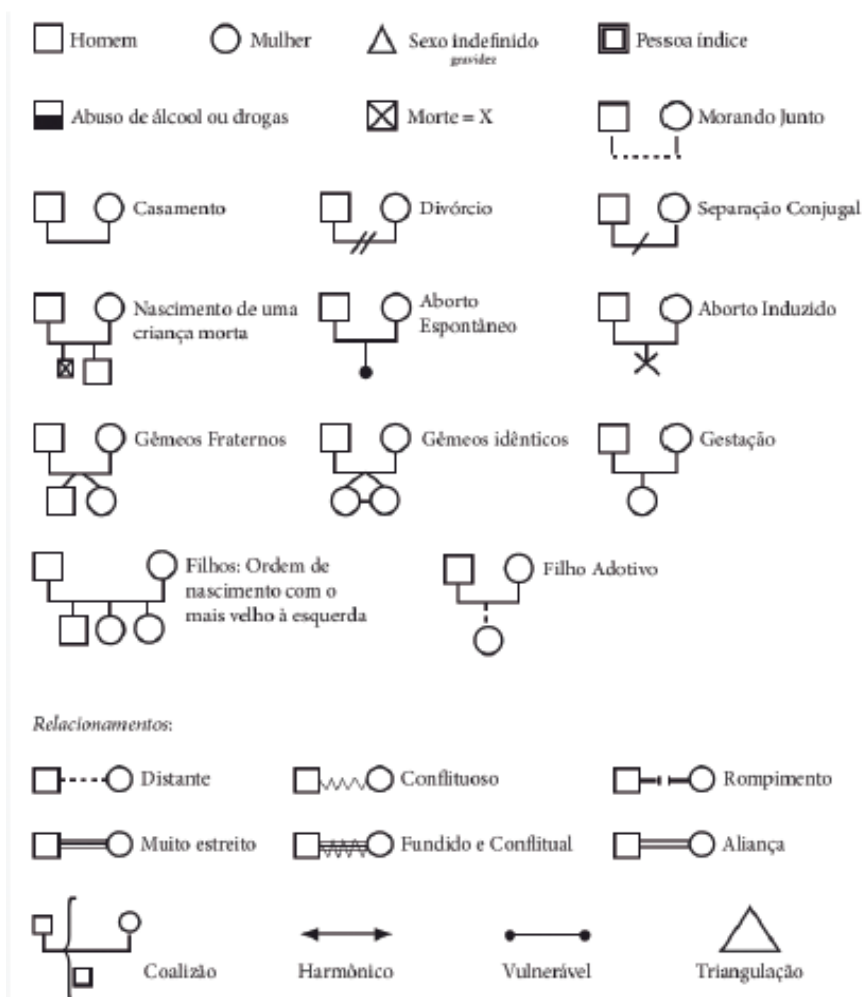 Homem
Mulher
Sexo indefinido
gravidez
Pessoa índice
Abuso de álcool ou drogas
Morte = X
Morando Junto
Casamento
Divórcio
Separação Conjugal
Nascimento de uma
criança morta
Aborto
Espontâneo
Aborto Induzido
Gêmeos Fraternos
Gêmeos idênticos
Gestação
Filhos: Ordem de
nascimento com o
mais velho à esquerda
Filho Adotivo
Relacionamentos:
Distante
Conflituoso
Rompimento
Muito estreito
Fundido e Conflitual
Aliança
Coalizão
Harmônico
Vulnerável
Triangulação